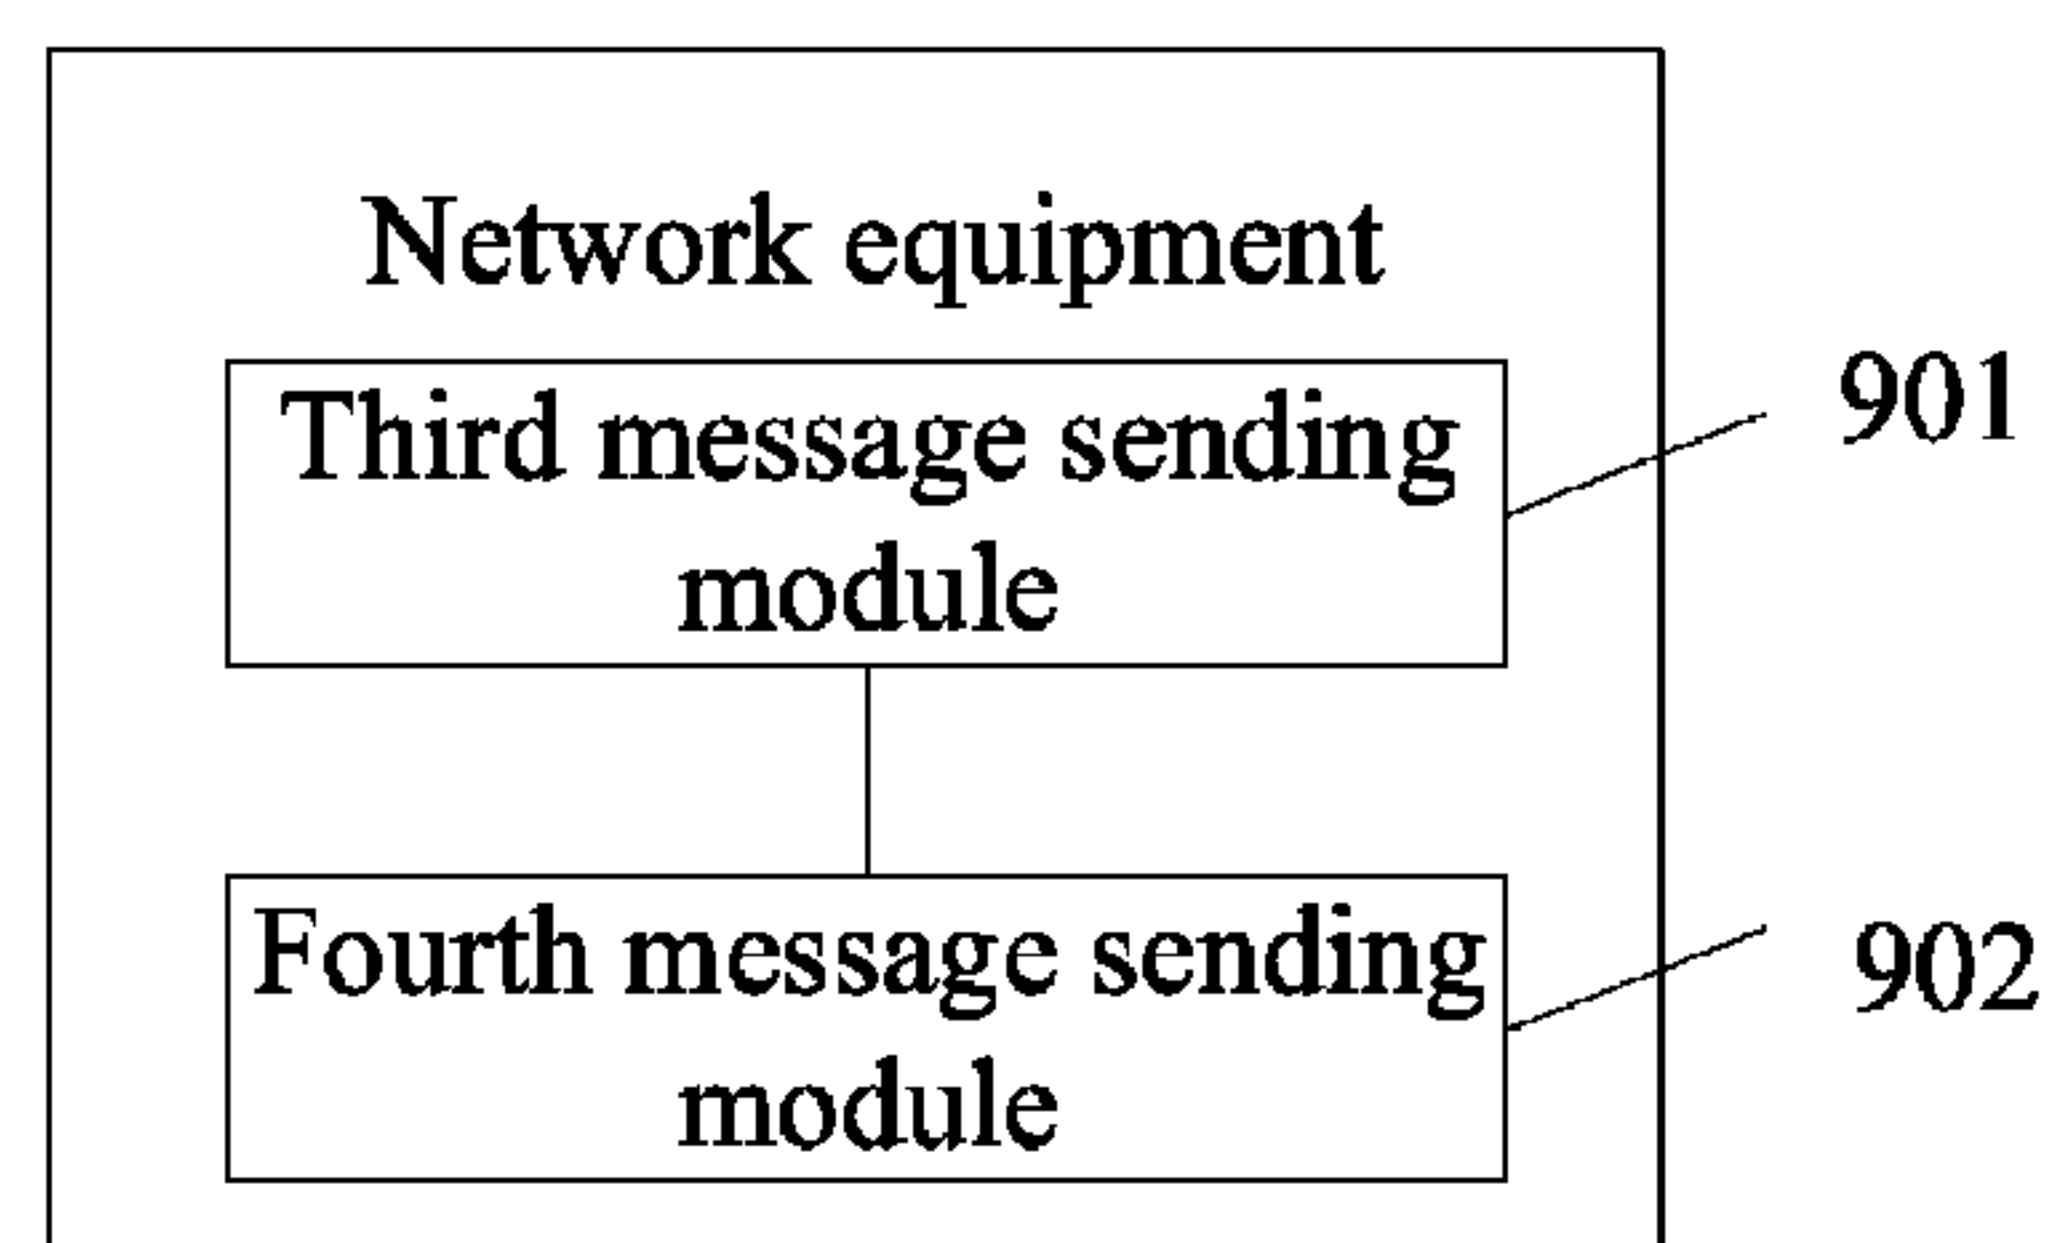 Network equipment
Third message sending
module
901
Fourth message sending
module
902